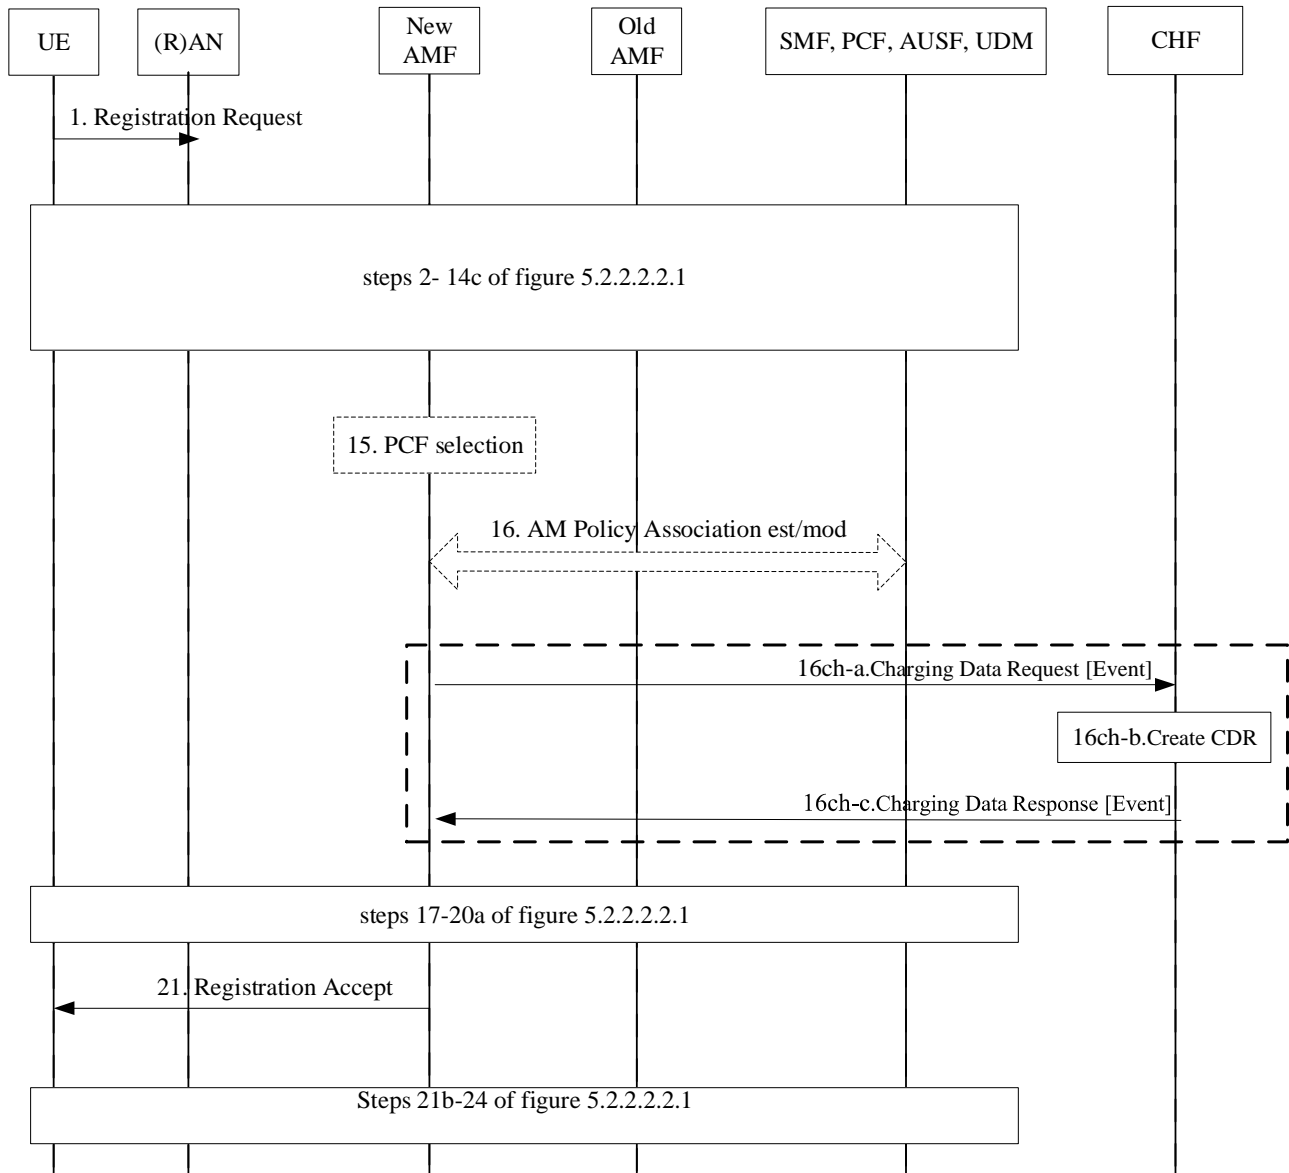 UE
(R)AN
New
AMF
Old
AMF
SMF, PCF, AUSF, UDM
CHF
1. Registration Request
steps 2- 14c of figure 5.2.2.2.2.1
15. PCF selection
16. AM Policy Association est/mod
16ch-a.Charging Data Request [Event]
16ch-b.Create CDR
16ch-c.Charging Data Response [Event]
steps 17-20a of figure 5.2.2.2.2.1
21. Registration Accept
Steps 21b-24 of figure 5.2.2.2.2.1